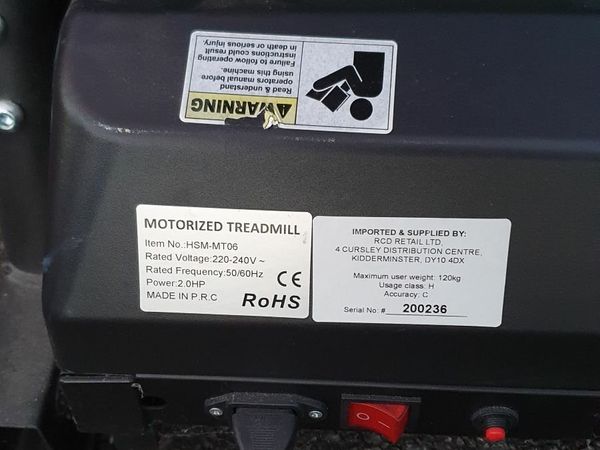 WARNING
Read & understand
operators manual before
using this machine.
Failure to follow operating
instructions could result
in death or serious injury.
MOTORIZED TREADMILL
Item No.:HSM-MT06
Rated Voltage:220-240V ~
Rated Frequency:50/60Hz
Power:2.0HP
MADE IN P.R.C
CE
RoHS
IMPORTED & SUPPLIED BY:
RCD RETAIL LTD,
4 CURSLEY DISTRIBUTION CENTRE,
KIDDERMINSTER, DY10 4DX
Maximum user weight: 120kg
Usage class: H
Accuracy: C
Serial No: # 200236